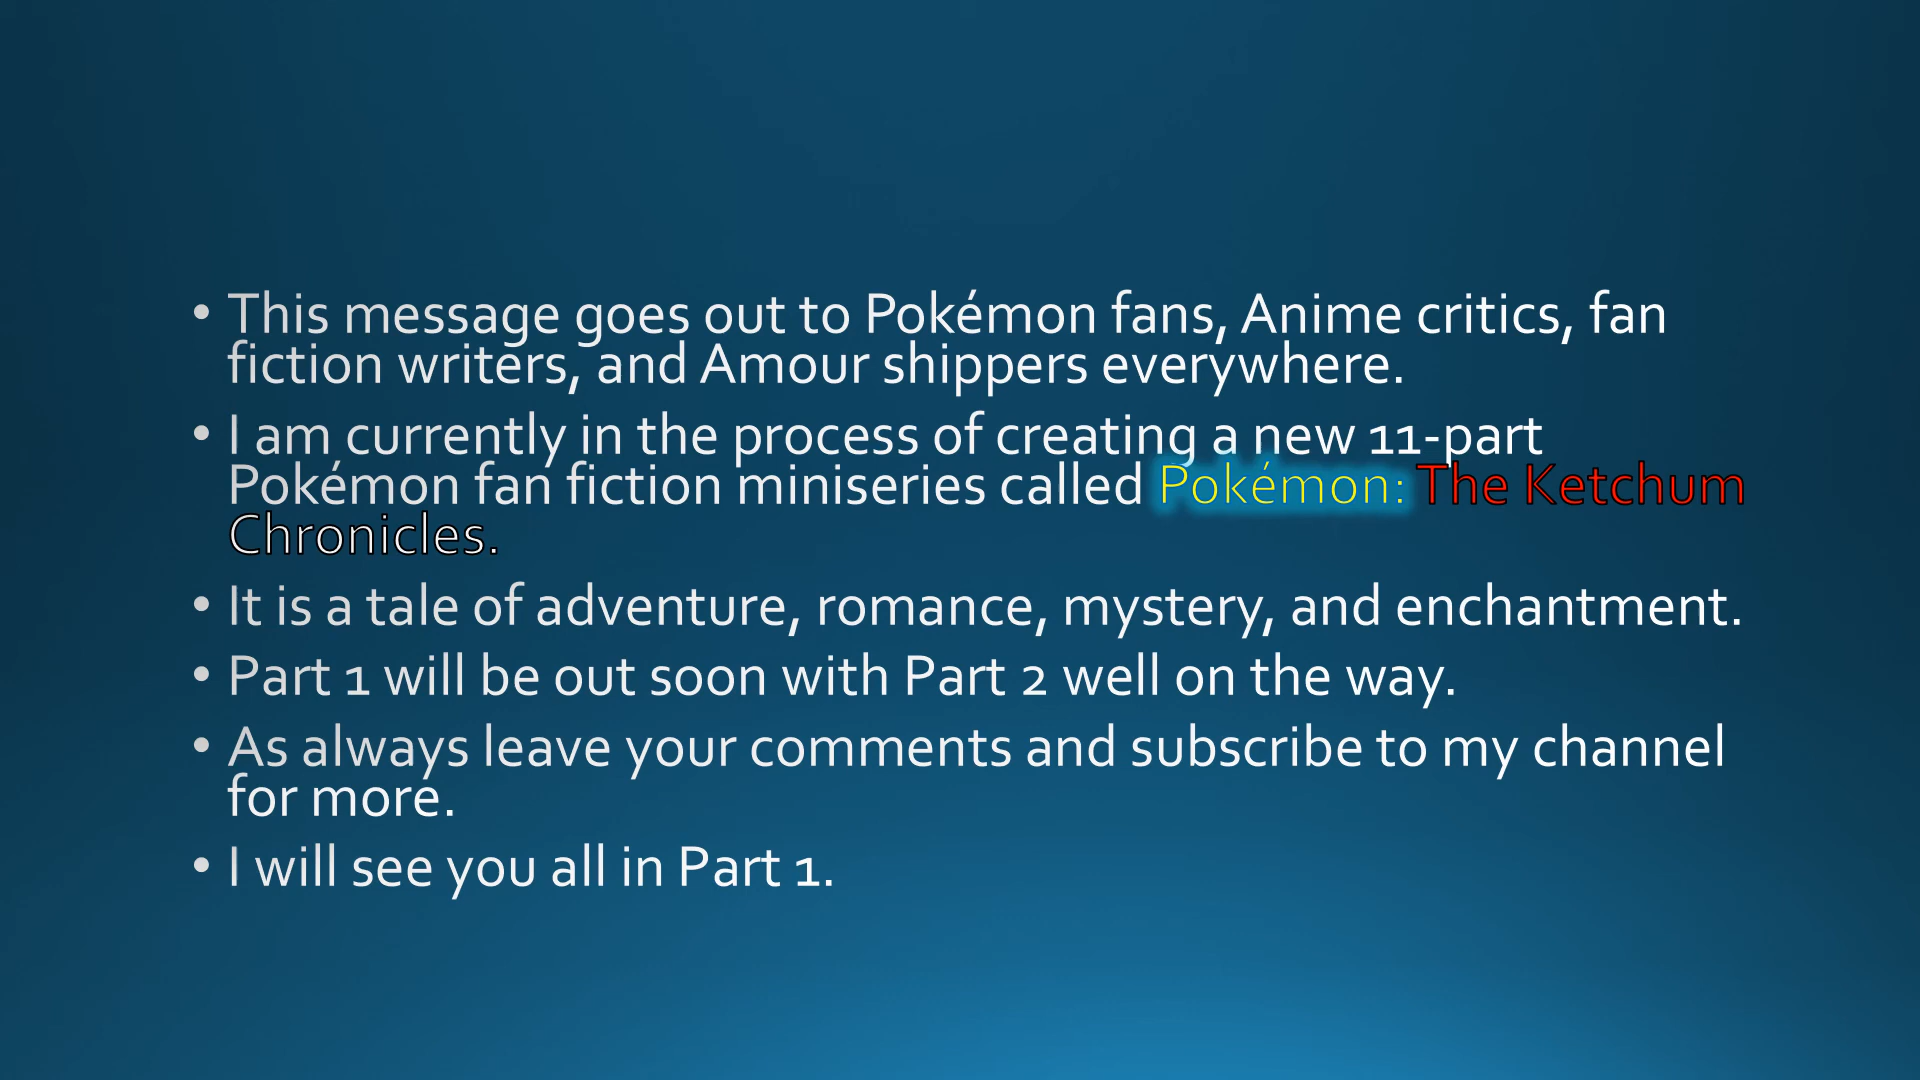 • This message goes out to Pokémon fans, Anime critics, fan
fiction writers, and Amour shippers everywhere.
• I am currently in the process of creating a new 11-part
Pokémon fan fiction miniseries called Pokémon: The Ketchum
Chronicles.
• It is a tale of adventure, romance, mystery, and enchantment.
• Part 1 will be out soon with Part 2 well on the way.
• As always leave your comments and subscribe to my channel
for more.
• I will see you all in Part 1.